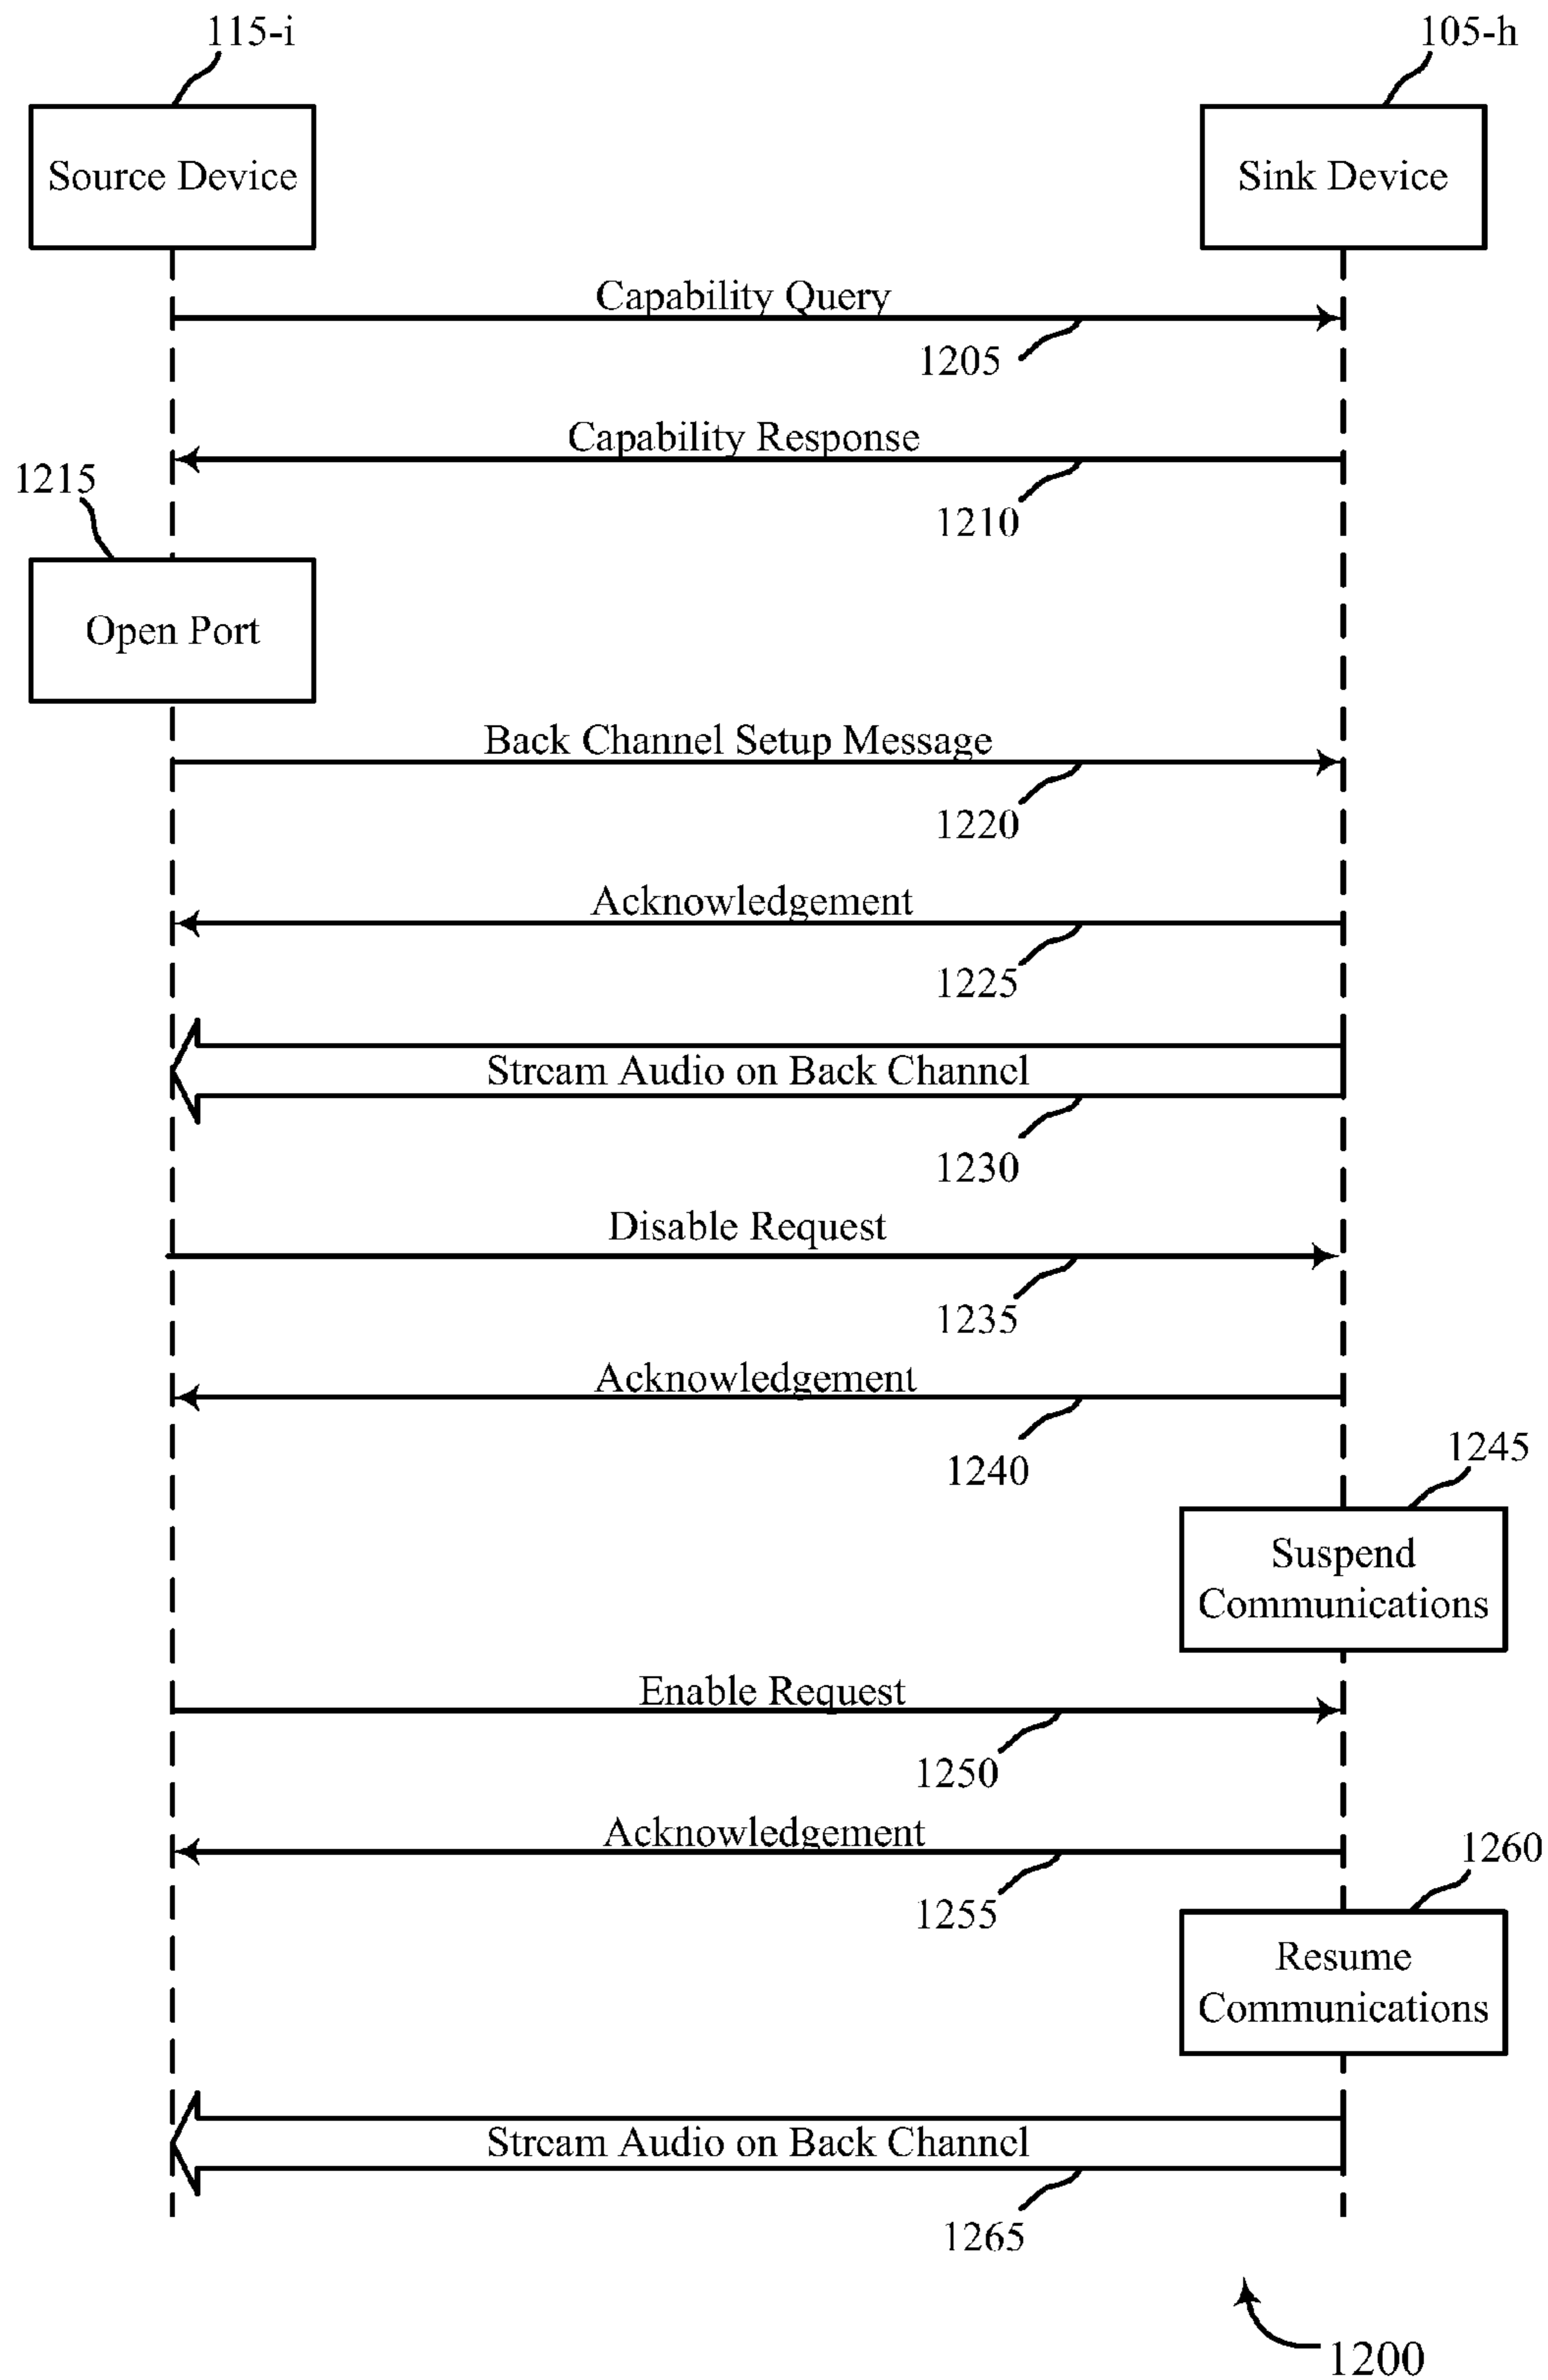 115-i
105-h
Source Device
Sink Device
Capability Query
1205
Capability Response
1210
1215
Open Port
Back Channel Setup Message
1220
Acknowledgement
1225
Stream Audio on Back Channel
1230
Disable Request
1235
Acknowledgement
1240
1245
Suspend
Communications
Enable Request
1250
Acknowledgement
1255
1260
Resume
Communications
Stream Audio on Back Channel
1265
1200